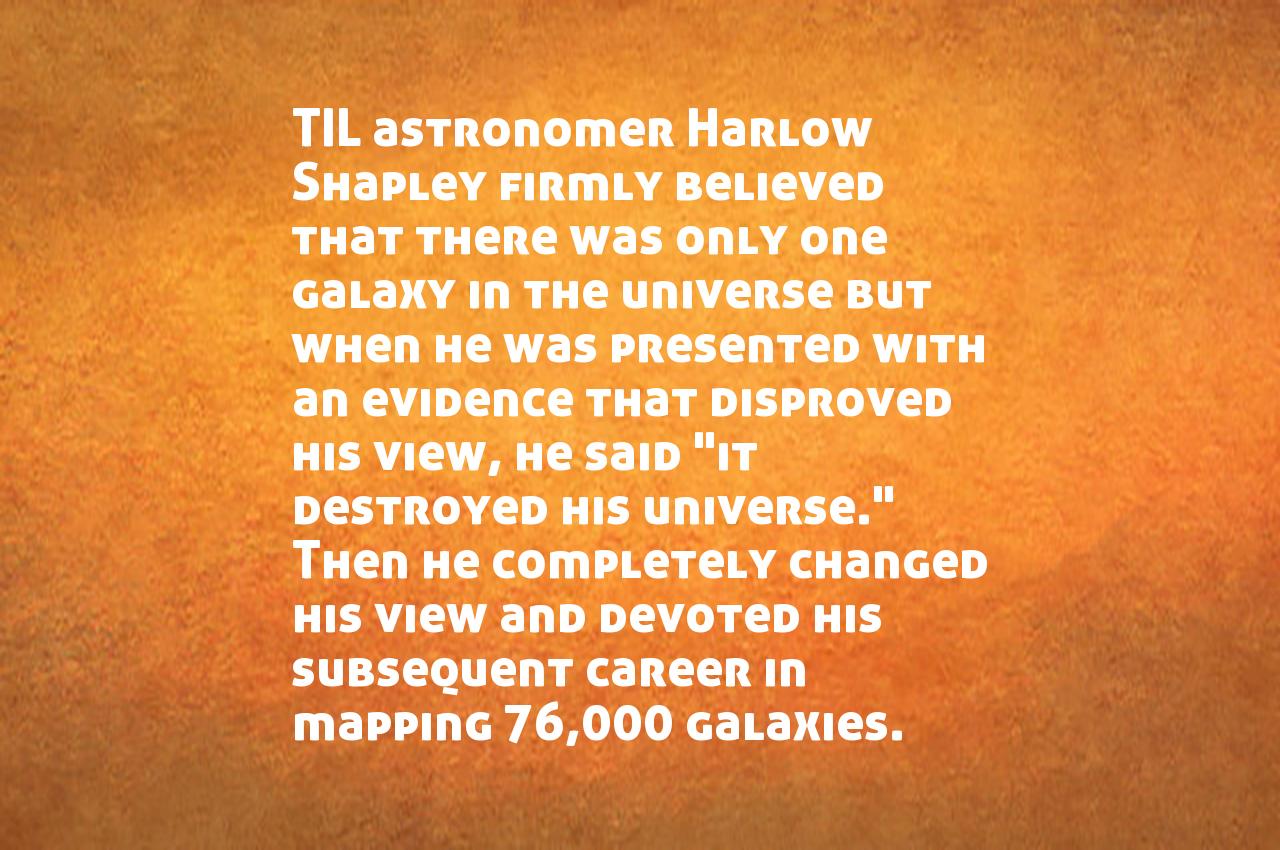 TIL astronomer Harlow
Shapley firmly believed
that there was only one
galaxy in the universe but
when he was presented with
an evidence that disproved
his view, he said "it
destroyed his universe."
Then he completely changed
his view and devoted his
subsequent career in
mapping 76,000 galaxies.